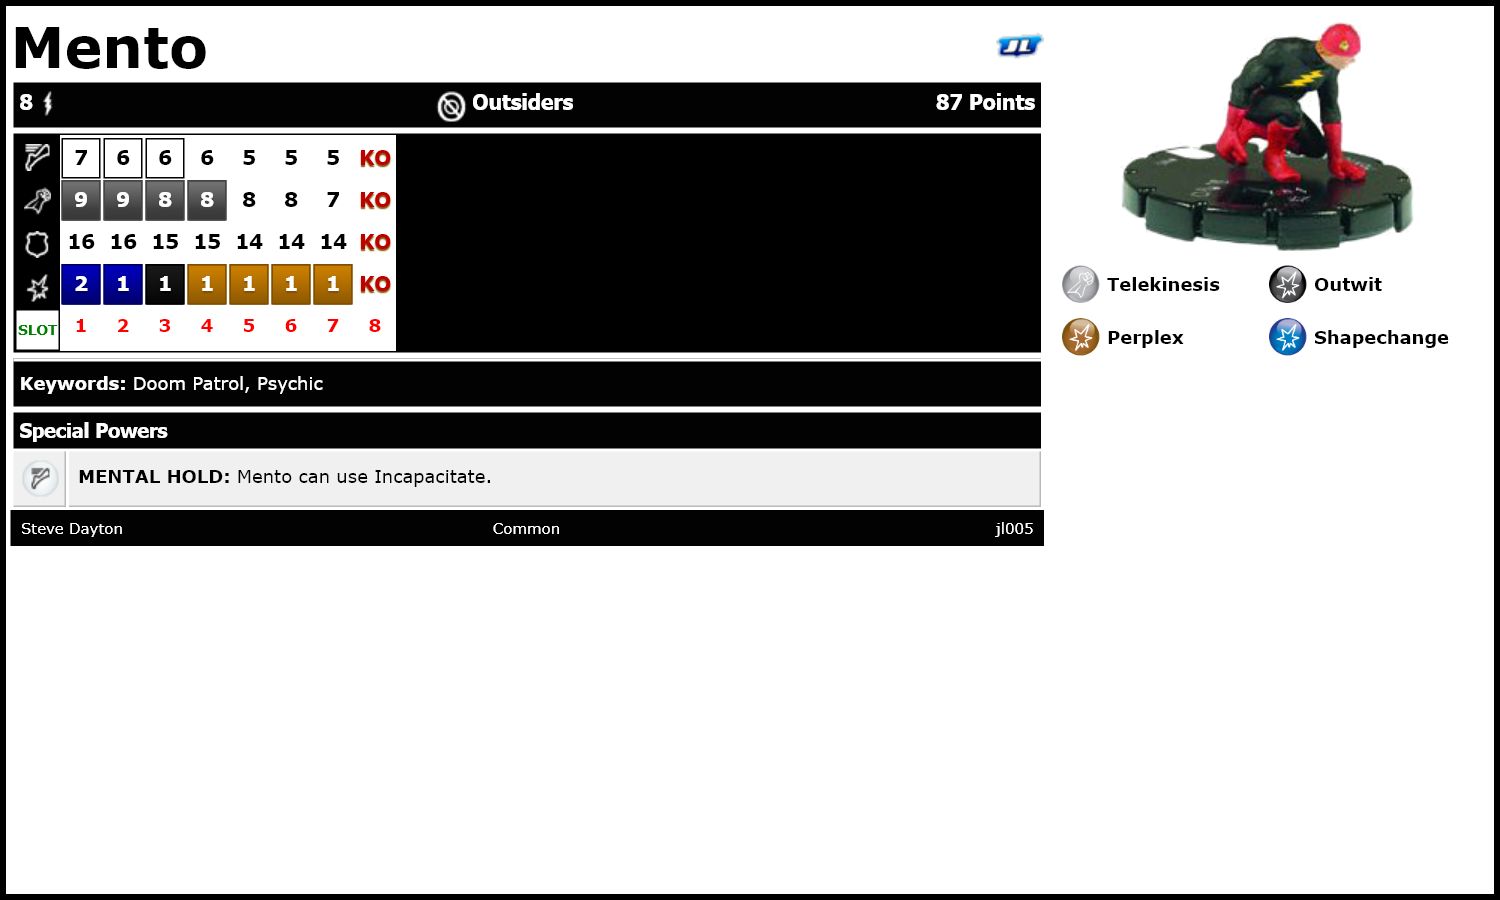 Mento
JL
8 Outsiders 87 Points
7 6 6 6 5 5 5 KO
9 9 8 8 8 8 7 KO
16 16 15 15 14 14 14 KO
2 1 1 1 1 1 1 KO
SLOT 1 2 3 4 5 6 7 8
Telekinesis Outwit
Perplex Shapechange
Keywords: Doom Patrol, Psychic
Special Powers
MENTAL HOLD: Mento can use Incapacitate.
Steve Dayton Common jl005